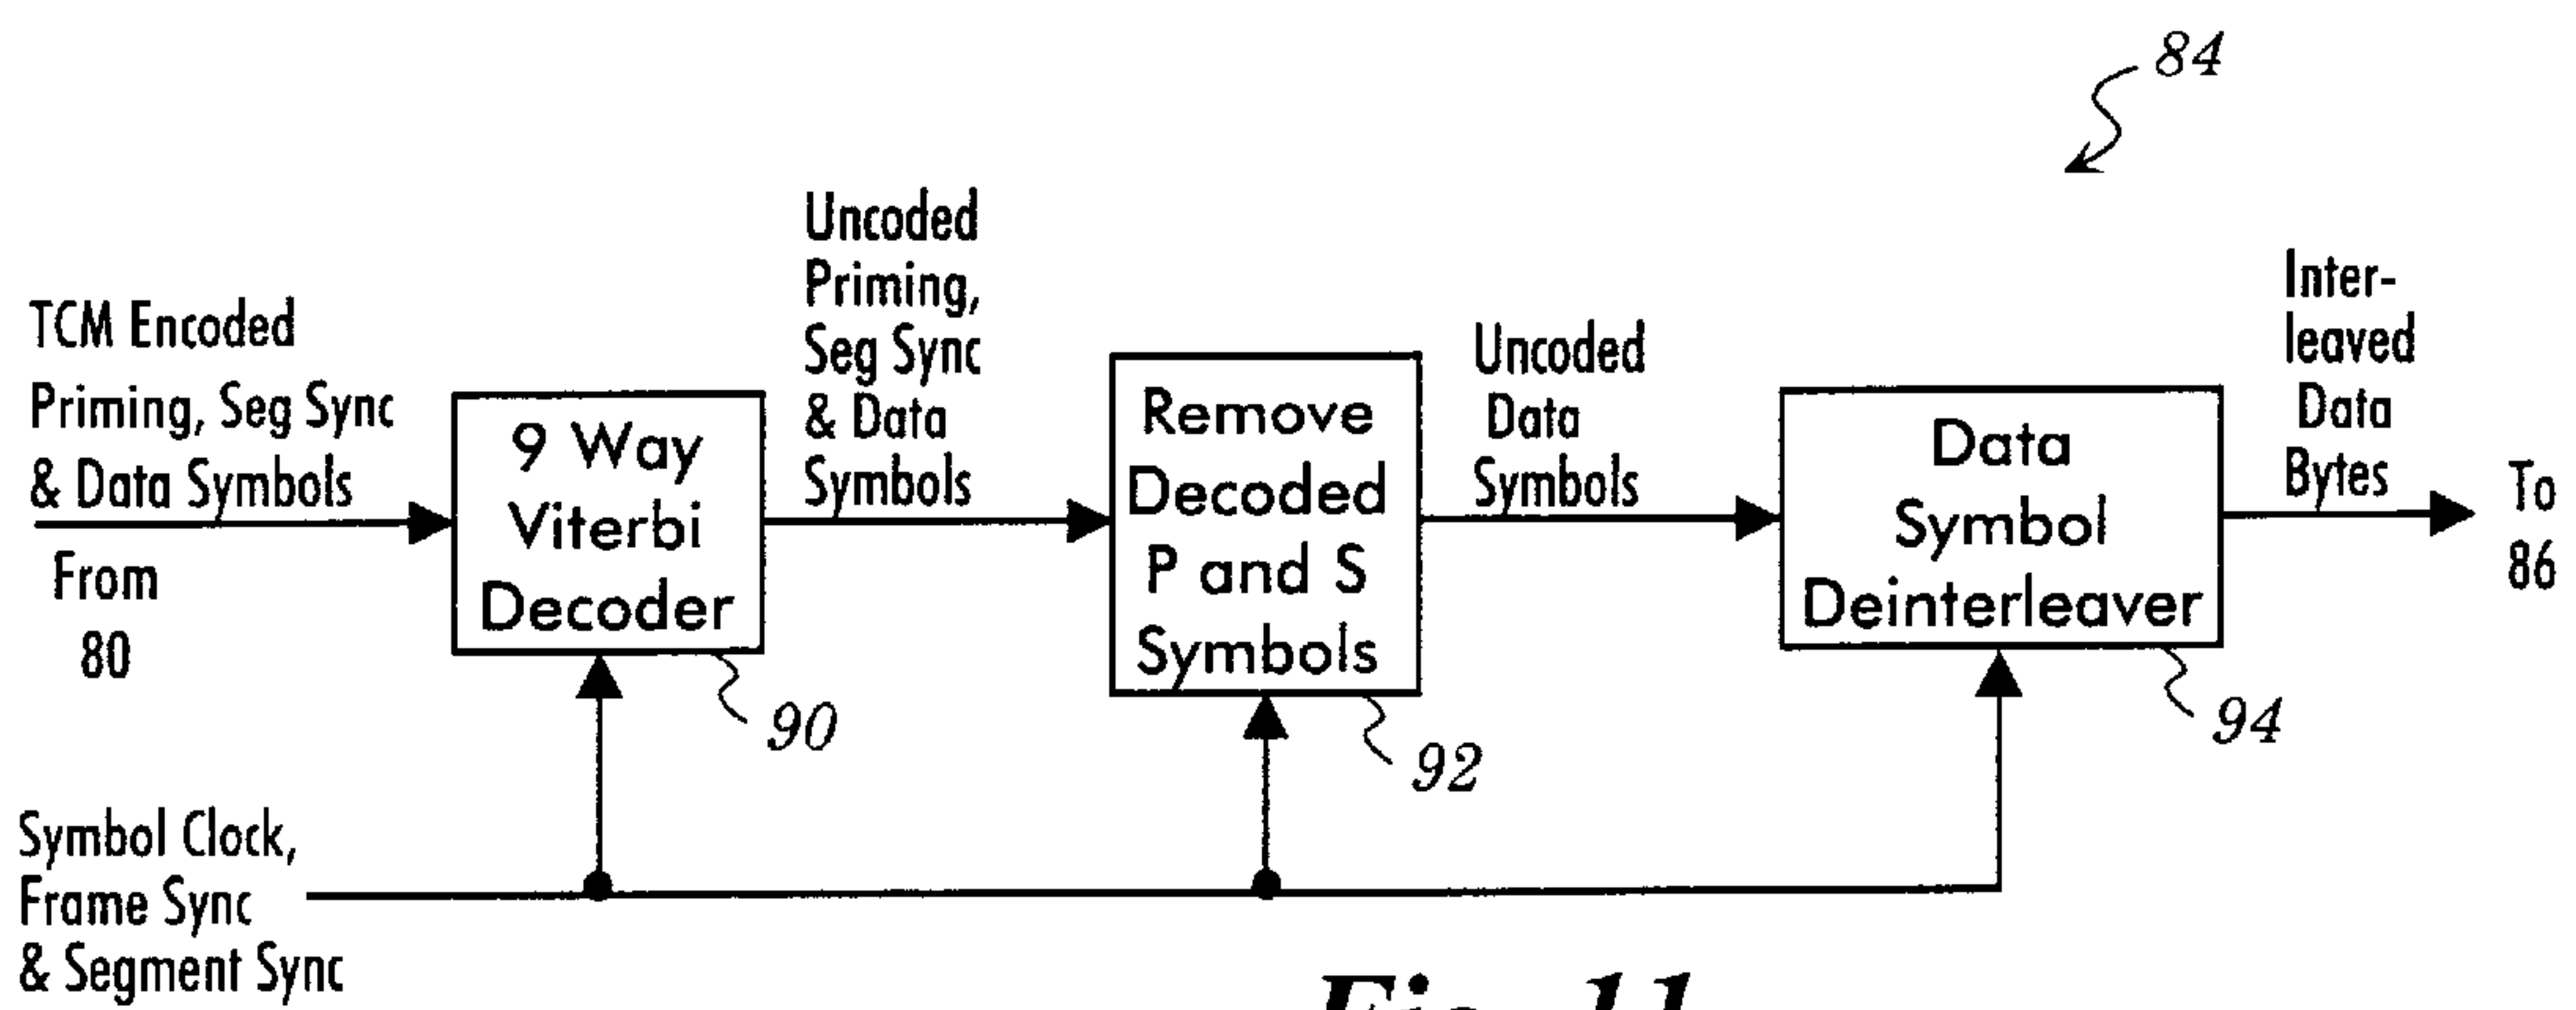 84
TCM Encoded
Priming, Seg Sync
& Data Symbols
From
80
9 Way
Viterbi
Decoder
90
Uncoded
Priming,
Seg Sync
& Data
Symbols
Remove
Decoded
P and S
Symbols
92
Uncoded
Data
Symbols
Data
Symbol
Deinterleaver
94
Inter-
leaved
Data
Bytes
To
86
Symbol Clock,
Frame Sync
& Segment Sync
Fig. 11